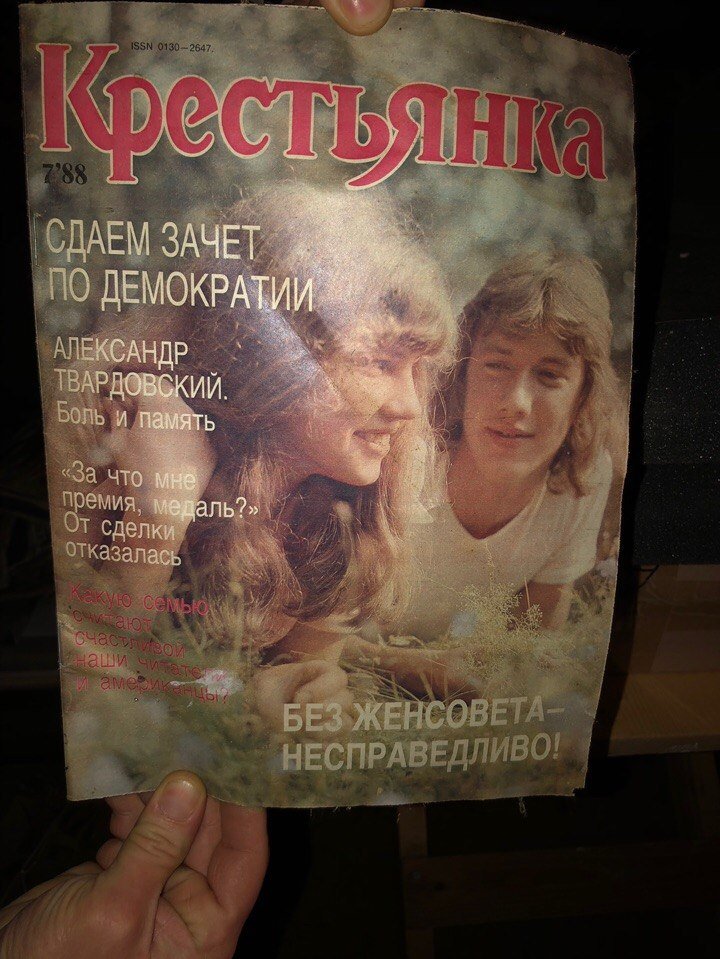 ISSN 0130—2647.
Крестьянка
7'88
СДАЕМ ЗАЧЕТ
ПО ДЕМОКРАТИИ
АЛЕКСАНДР
ТВАРДОВСКИЙ.
Боль и память
«За что мне
премия, медаль?»
От сделки
отказалась
Какую семью
считают
счастливой
наши читатели
и американцы?
БЕЗ ЖЕНСОВЕТА–
НЕСПРАВЕДЛИВО!